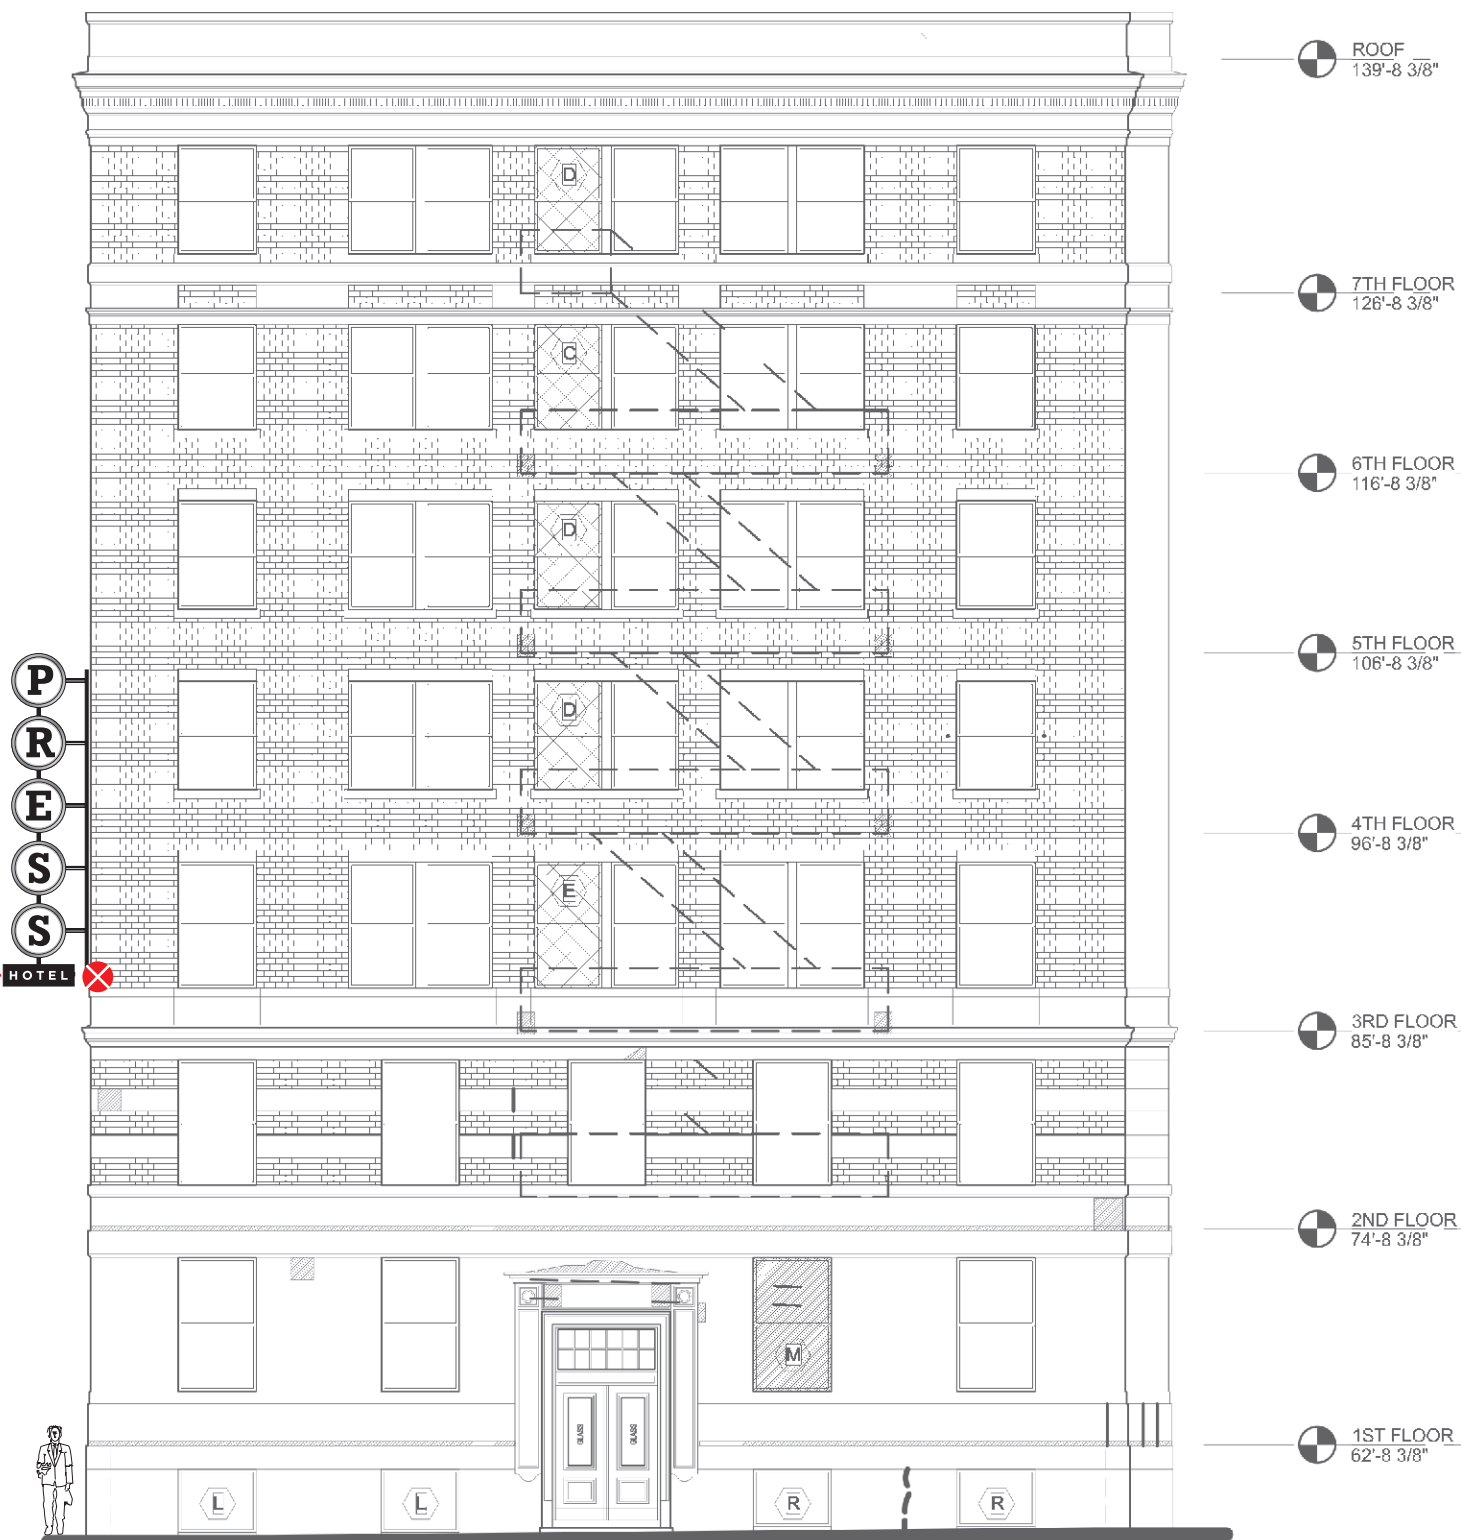 ROOF
139'-8 3/8"
D
7TH FLOOR
126'-8 3/8"
C
6TH FLOOR
116'-8 3/8"
D
5TH FLOOR
106'-8 3/8"
P
R
E
S
S
HOTEL
D
4TH FLOOR
96'-8 3/8"
E
3RD FLOOR
85'-8 3/8"
2ND FLOOR
74'-8 3/8"
M
GLASS
GLASS
1ST FLOOR
62'-8 3/8"
L
L
R
R